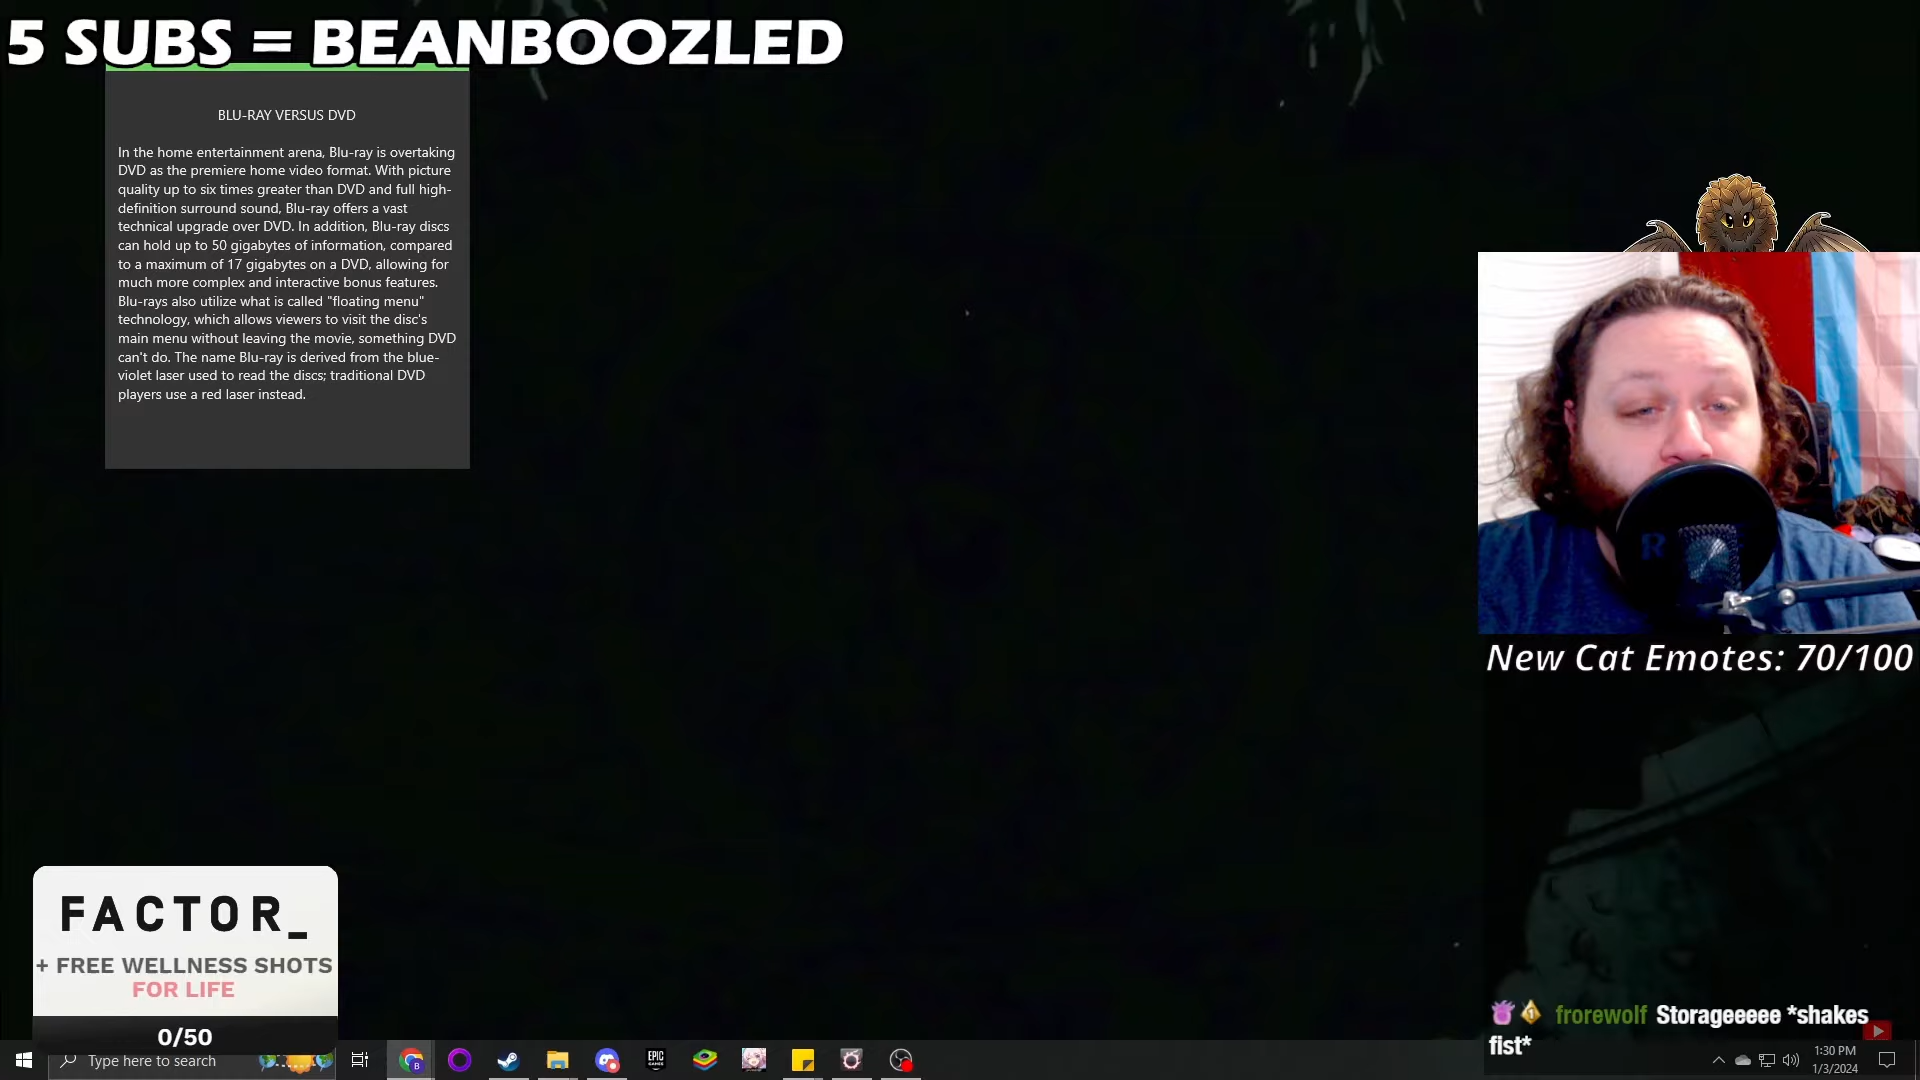 5 SUBS = BEANBOOZLED
BLU-RAY VERSUS DVD
In the home entertainment arena, Blu-ray is overtaking
DVD as the premiere home video format. With picture
quality up to six times greater than DVD and full high-
definition surround sound, Blu-ray offers a vast
technical upgrade over DVD. In addition, Blu-ray discs
can hold up to 50 gigabytes of information, compared
to a maximum of 17 gigabytes on a DVD, allowing for
much more complex and interactive bonus features.
Blu-rays also utilize what is called "floating menu"
technology, which allows viewers to visit the disc's
main menu without leaving the movie, something DVD
can't do. The name Blu-ray is derived from the blue-
violet laser used to read the discs; traditional DVD
players use a red laser instead.
R
New Cat Emotes: 70/100
FACTOR_
+ FREE WELLNESS SHOTS
FOR LIFE
0/50
frorewolf Storageeeee *shakes
fist*
Type here to search
B
EPIC
GAMES
1:30 PM
1/3/2024